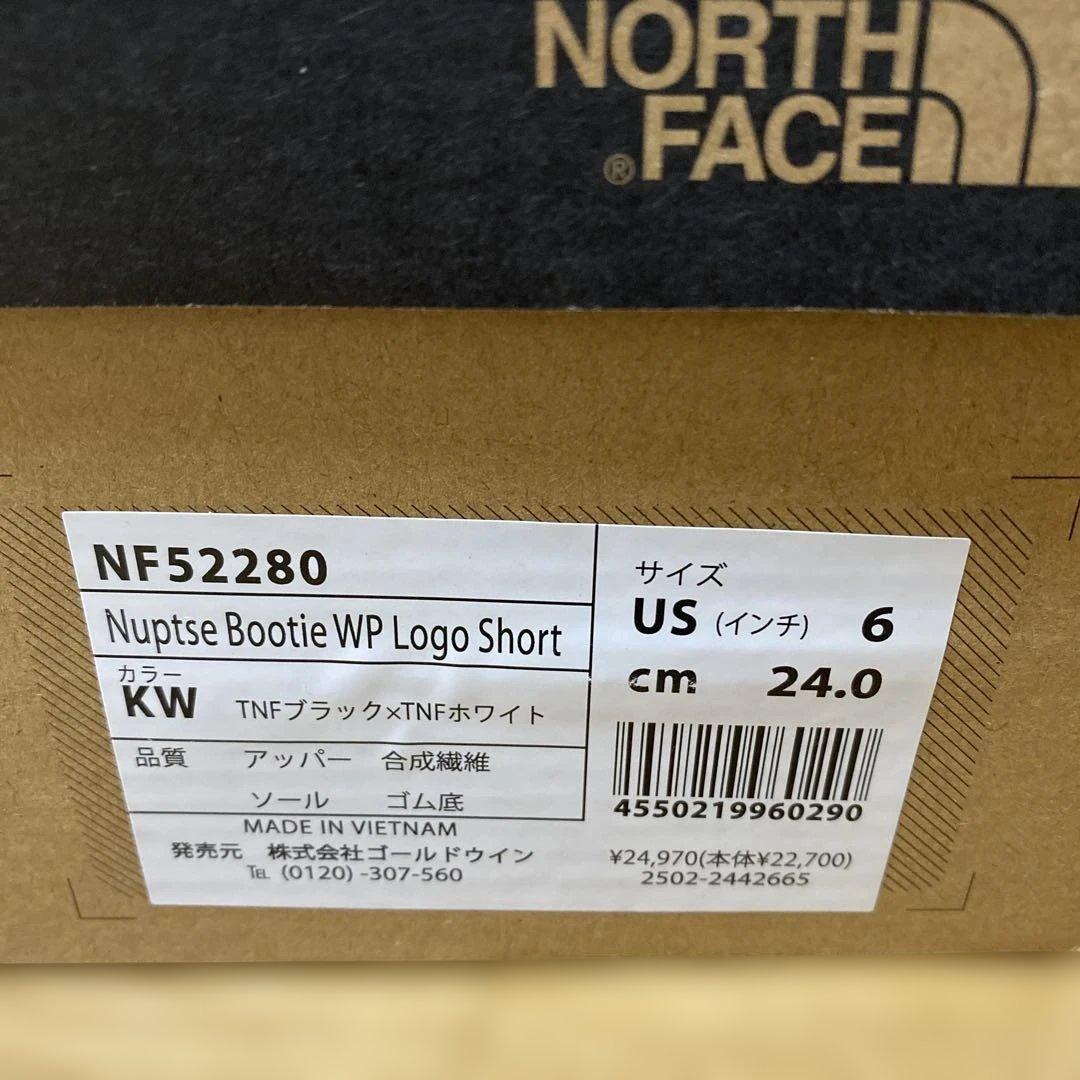 NORTH
FACE
®
NF52280
Nuptse Bootie WP Logo Short
カラー
KW TNFブラック×TNFホワイト
品質 アッパー 合成繊維
ソール ゴム底
MADE IN VIETNAM
発売元 株式会社ゴールドウイン
℡ (0120) -307-560
サイズ
US (インチ) 6
cm 24.0
4550219960290
¥24,970(本体¥22,700)
2502-2442665